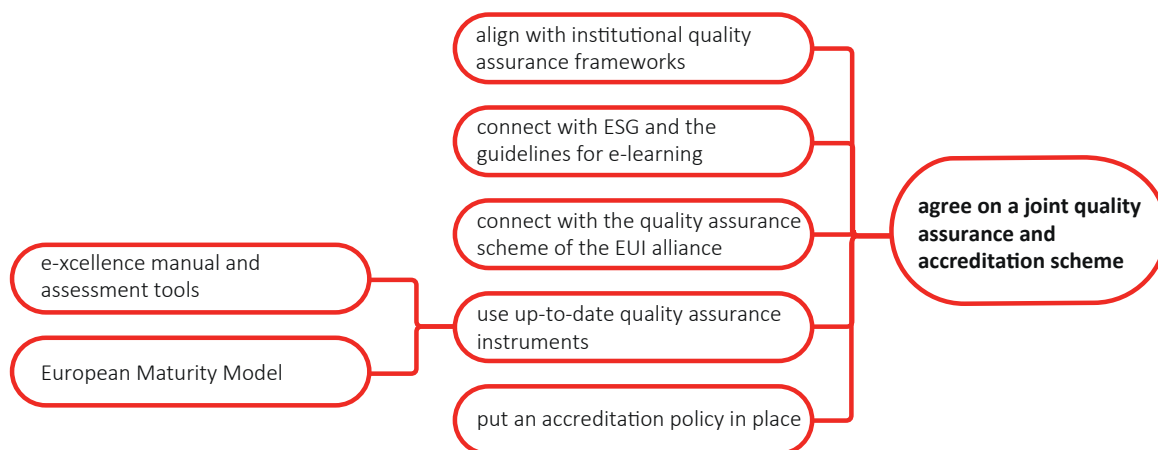 align with institutional quality
assurance frameworks
connect with ESG and the
guidelines for e-learning
connect with the quality assurance
scheme of the EUI alliance
use up-to-date quality assurance
instruments
put an accreditation policy in place
e-xcellence manual and
assessment tools
European Maturity Model
agree on a joint quality
assurance and
accreditation scheme